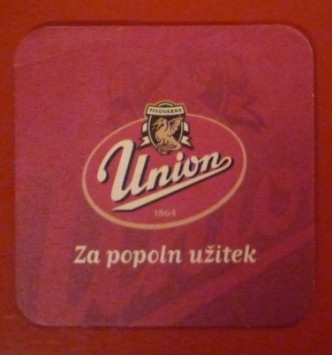 PIVOVARNA
Union
1864
Za popoln užitek